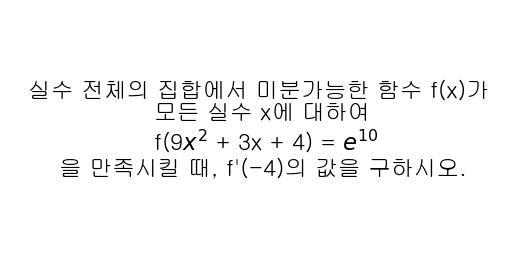 실수 전체의 집합에서 미분가능한 함수 f(x)가
모든 실수 x에 대하여
f(9x² + 3x + 4) = e¹⁰
을 만족시킬 때, f'(−4)의 값을 구하시오.